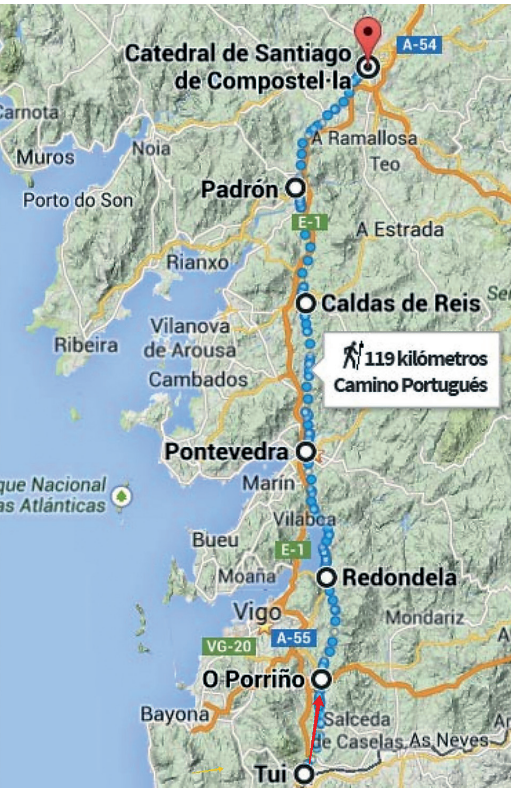 Catedral de Santiago
de Compostel·la
A-54
Carnota
Muros
Noia
A Ramallosa
Teo
Padrón
Porto do Son
E-1
A Estrada
Rianxo
Caldas de Reis
Ribeira
Vilanova
de Arousa
119 kilómetros
Camino Portugués
Cambados
Pontevedra
Marín
que Nacional
as Atlánticas
Vilaboa
Bueu
E-1
Moaña
Redondela
Vigo
Mondariz
A-55
VG-20
O Porriño
Bayona
Salceda
de Caselas
As Neves
Tui